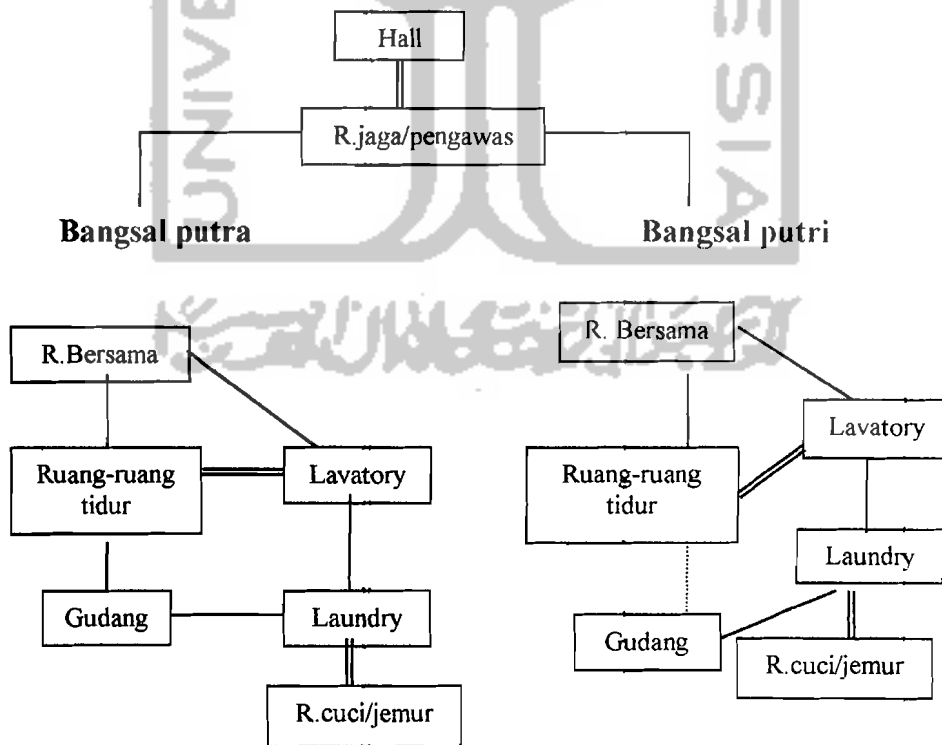 Hall
R.jaga/pengawas
Bangsal putra
Bangsal putri
R.Bersama
Ruang-ruang
tidur
Lavatory
Gudang
Laundry
R.cuci/jemur
R. Bersama
Lavatory
Ruang-ruang
tidur
Laundry
Gudang
R.cuci/jemur
ESIA